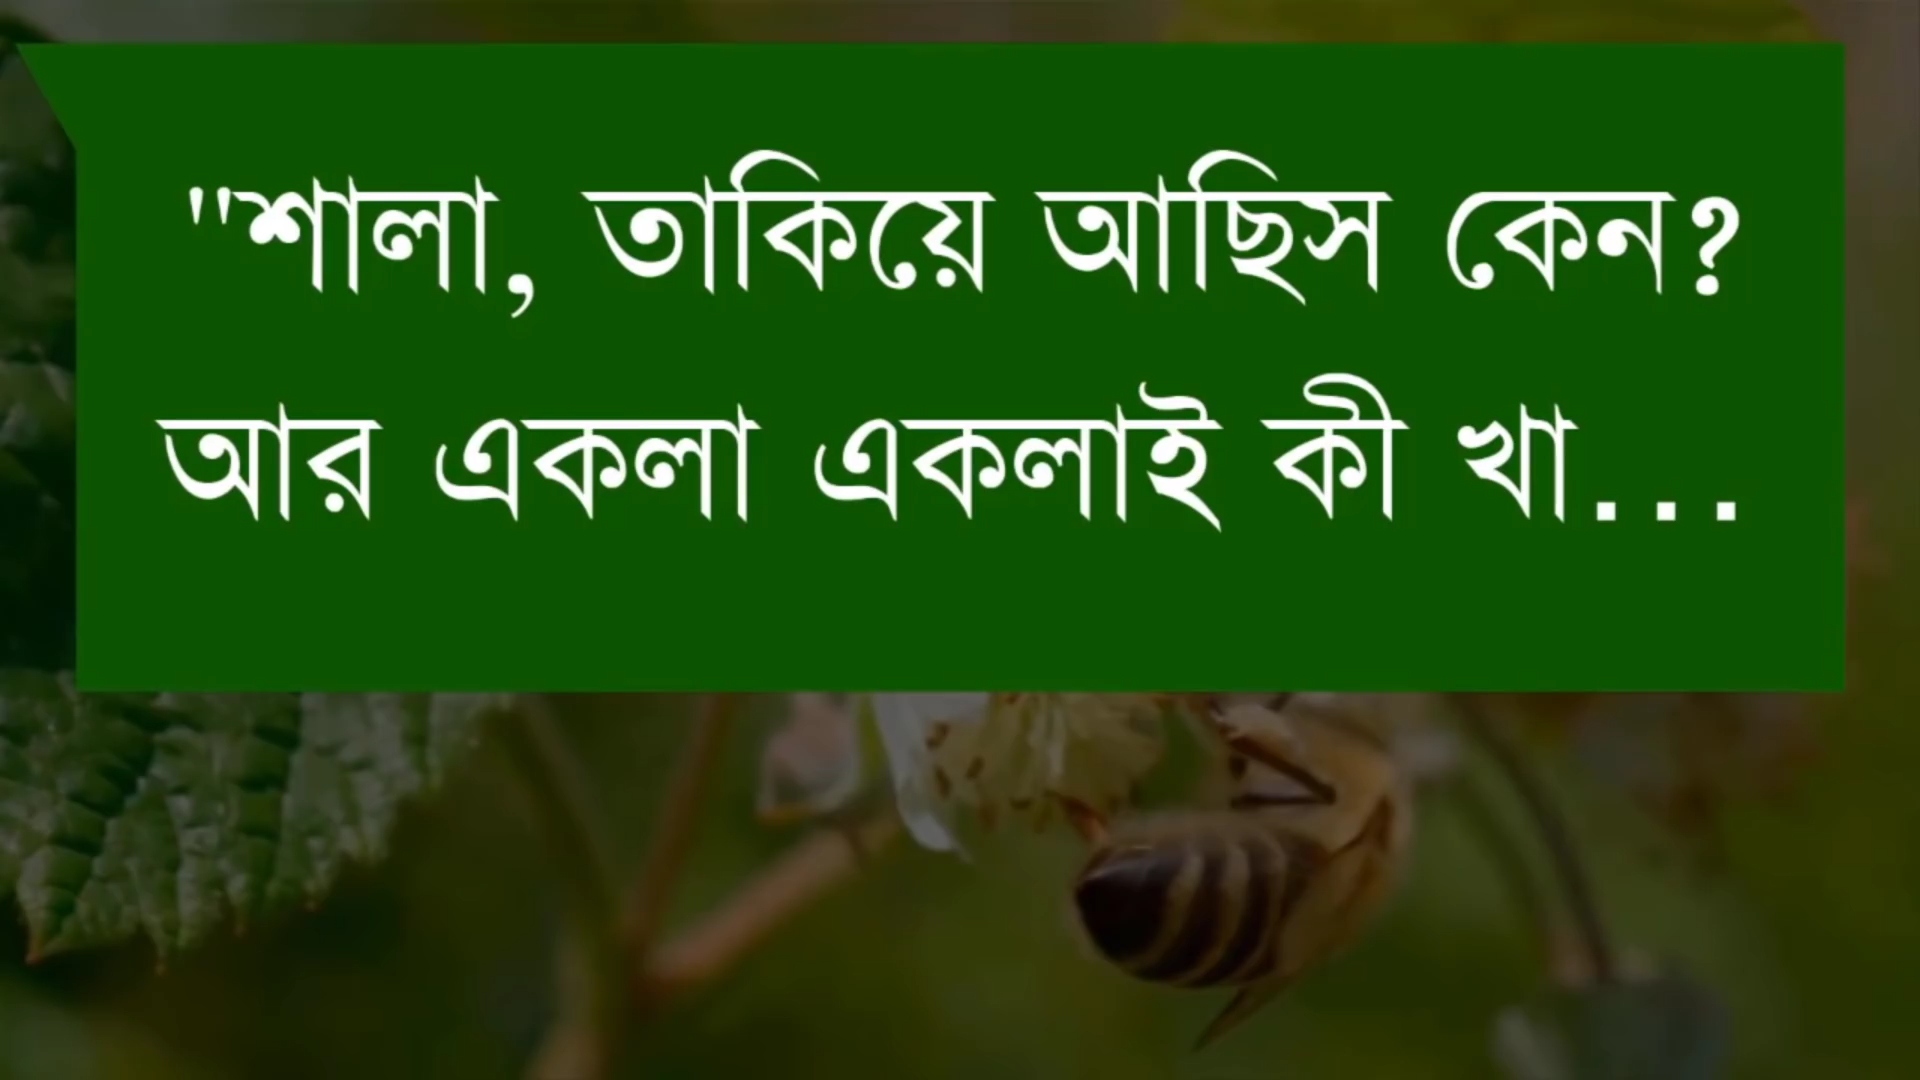 "শালা, তাকিয়ে আছিস কেন?
আর একলা একলাই কী খা...